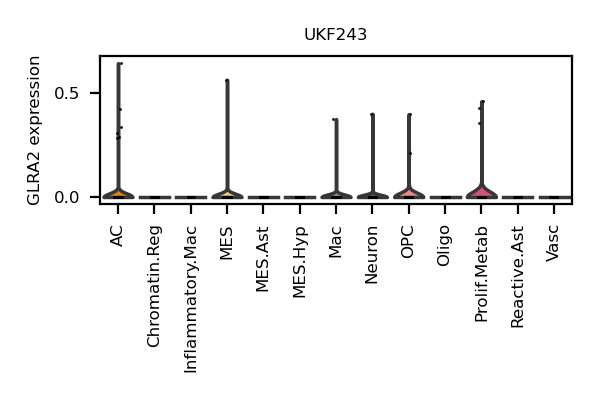 UKF243
GLRA2 expression
0.5
0.0
AC
Chromatin.Reg
Inflammatory.Mac
MES
MES.Ast
MES.Hyp
Mac
Neuron
OPC
Oligo
Prolif.Metab
Reactive.Ast
Vasc